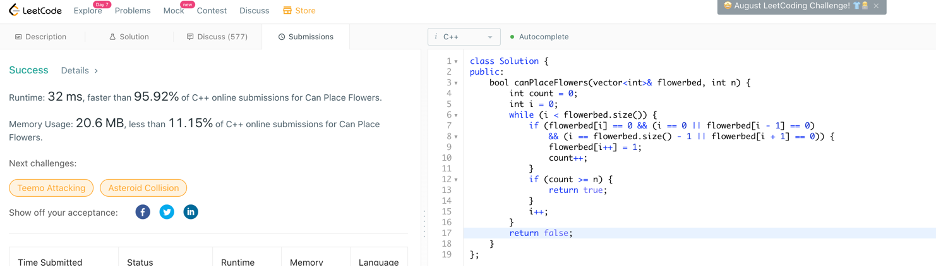 LeetCode Explore Day 7 Problems Mock new Contest Discuss Store August LeetCoding Challenge! ×
Description Solution Discuss (577) Submissions
Success Details >
Runtime: 32 ms, faster than 95.92% of C++ online submissions for Can Place Flowers.
Memory Usage: 20.6 MB, less than 11.15% of C++ online submissions for Can Place
Flowers.
Next challenges:
Teemo Attacking Asteroid Collision
Show off your acceptance:
Time Submitted Status Runtime Memory Language
i C++ Autocomplete
1 class Solution {
2 public:
3 bool canPlaceFlowers(vector<int>& flowerbed, int n) {
4 int count = 0;
5 int i = 0;
6 while (i < flowerbed.size()) {
7 if (flowerbed[i] == 0 && (i == 0 || flowerbed[i - 1] == 0)
8 && (i == flowerbed.size() - 1 || flowerbed[i + 1] == 0)) {
9 flowerbed[i++] = 1;
10 count++;
11 }
12 if (count >= n) {
13 return true;
14 }
15 i++;
16 }
17 return false;
18 }
19 };